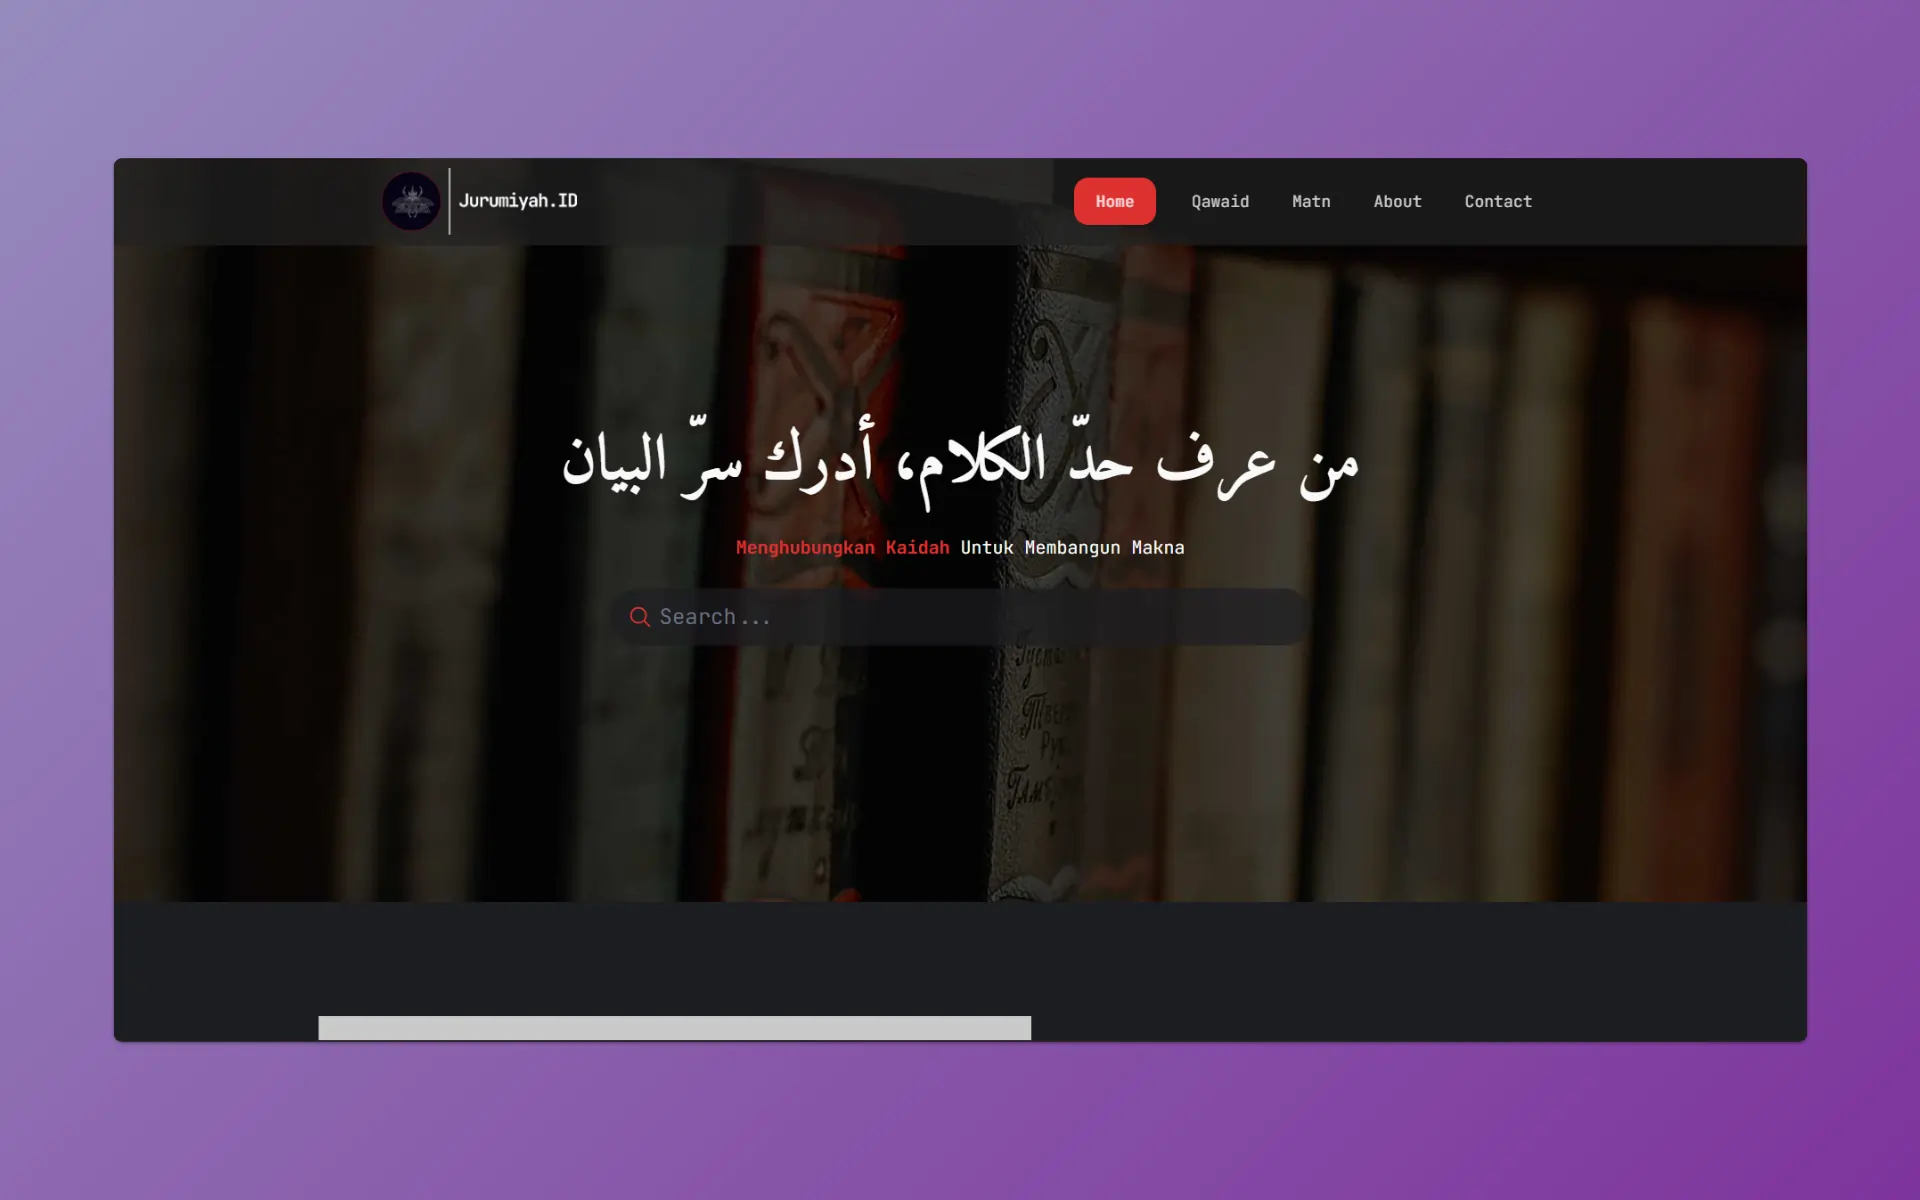 Jurumiyah.ID
Home Qawaid Matn About Contact
من عرف حدّ الكلام، أدرك سرّ البيان
Menghubungkan Kaidah Untuk Membangun Makna
Search...